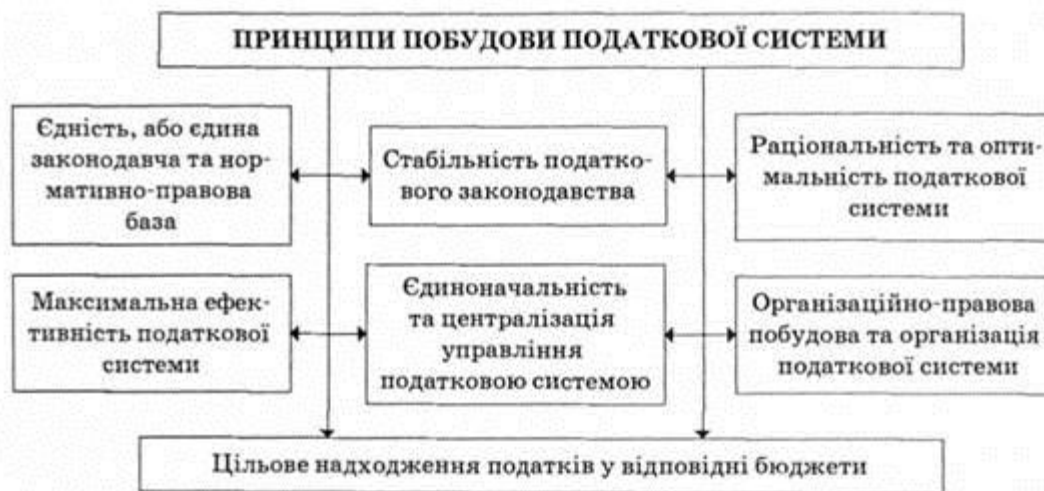 ПРИНЦИПИ ПОБУДОВИ ПОДАТКОВОЇ СИСТЕМИ
Єдність, або єдина
законодавча та нор-
мативно-правова
база
Стабільність податко-
вого законодавства
Раціональність та опти-
мальність податкової
системи
Максимальна ефек-
тивність податкової
системи
Єдиноначальність
та централізація
управління
податковою системою
Організаційно-правова
побудова та організація
податкової системи
Цільове надходження податків у відповідні бюджети